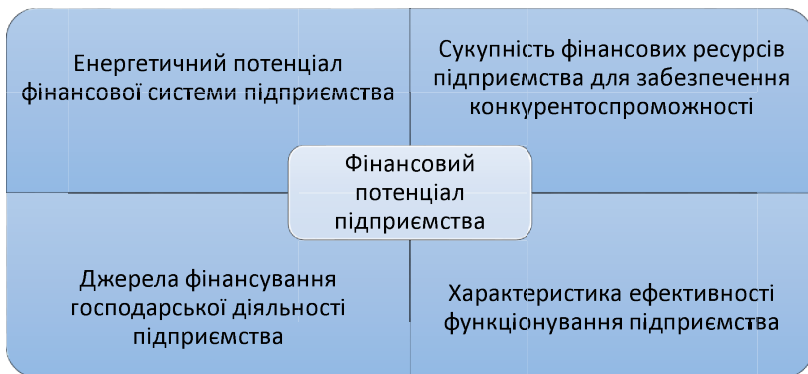 Енергетичний потенціал
фінансової системи підприємства
Сукупність фінансових ресурсів
підприємства для забезпечення
конкурентоспроможності
Фінансовий
потенціал
підприємства
Джерела фінансування
господарської діяльності
підприємства
Характеристика ефективності
функціонування підприємства